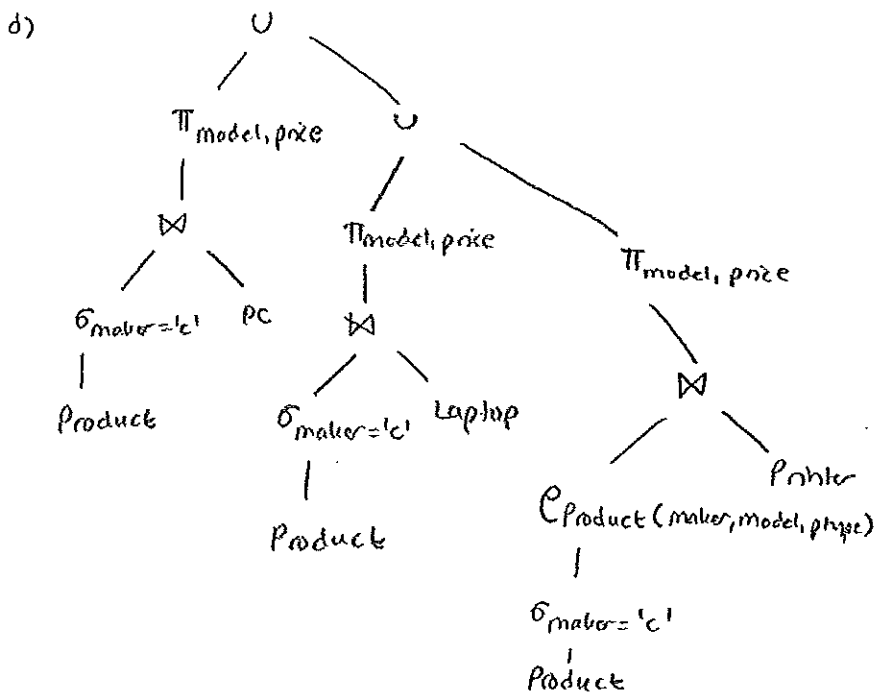 d)
∪
π model, price
∪
⋈
π model, price
π model, price
σ maker='c'
PC
⋈
Product
σ maker='c'
Laptop
⋈
Product
Printer
ρ Product (maker, model, ptype)
σ maker='c'
Product